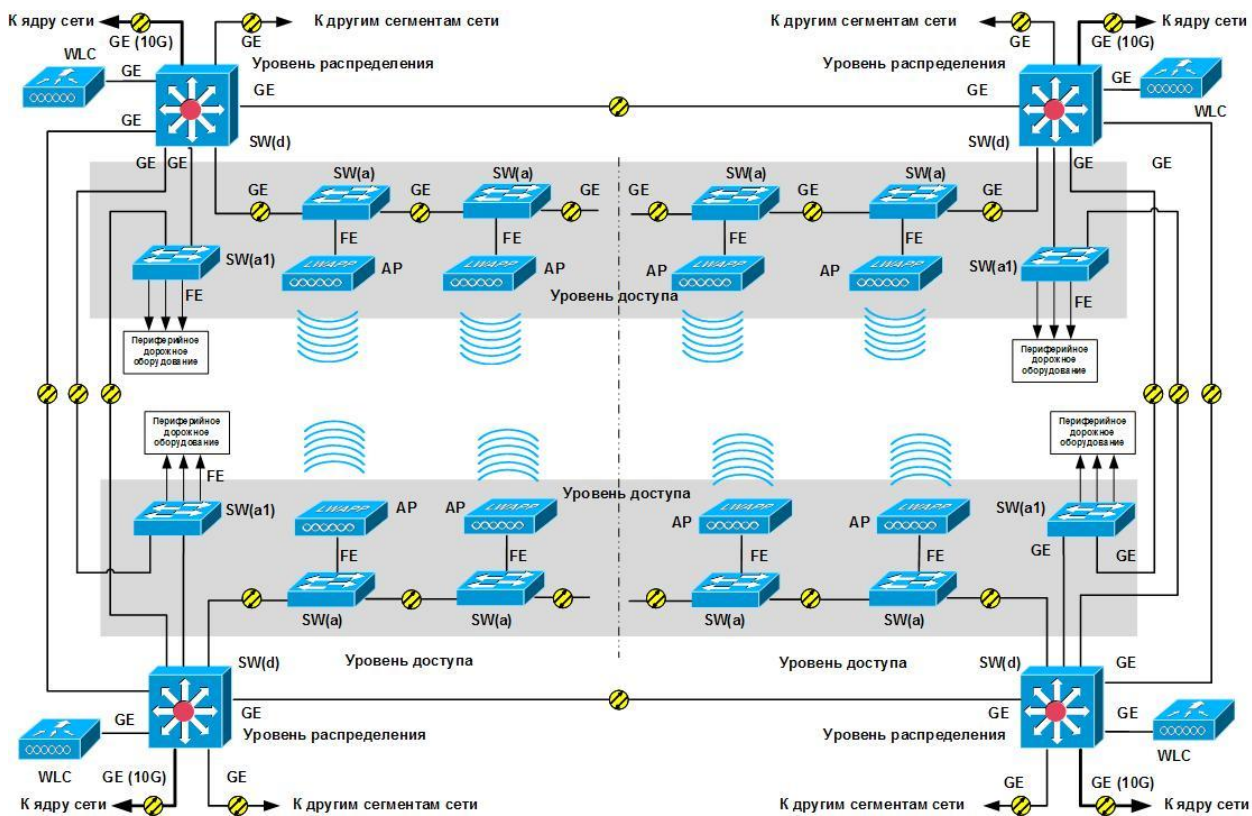 К ядру сети
К другим сегментам сети
К другим сегментам сети
К ядру сети
GE (10G)
GE
GE
GE (10G)
WLC
Уровень распределения
Уровень распределения
GE
GE
GE
GE
WLC
GE
SW(d)
SW(d)
GE
GE
SW(a)
SW(a)
SW(a)
SW(a)
GE
GE
GE
GE
GE
GE
GE
GE
GE
FE
FE
FE
FE
SW(a1)
LWAPP
AP
LWAPP
AP
AP
LWAPP
AP
LWAPP
SW(a1)
FE
Уровень доступа
FE
Периферийное
дорожное
оборудование
Периферийное
дорожное
оборудование
Периферийное
дорожное
оборудование
Периферийное
дорожное
оборудование
FE
Уровень доступа
SW(a1)
LWAPP
AP
AP
LWAPP
AP
LWAPP
AP
LWAPP
SW(a1)
FE
FE
FE
FE
GE
GE
SW(a)
SW(a)
SW(a)
SW(a)
SW(d)
Уровень доступа
Уровень доступа
SW(d)
GE
GE
GE
GE
GE
Уровень распределения
Уровень распределения
WLC
WLC
GE (10G)
GE
GE
GE (10G)
К ядру сети
К другим сегментам сети
К другим сегментам сети
К ядру сети